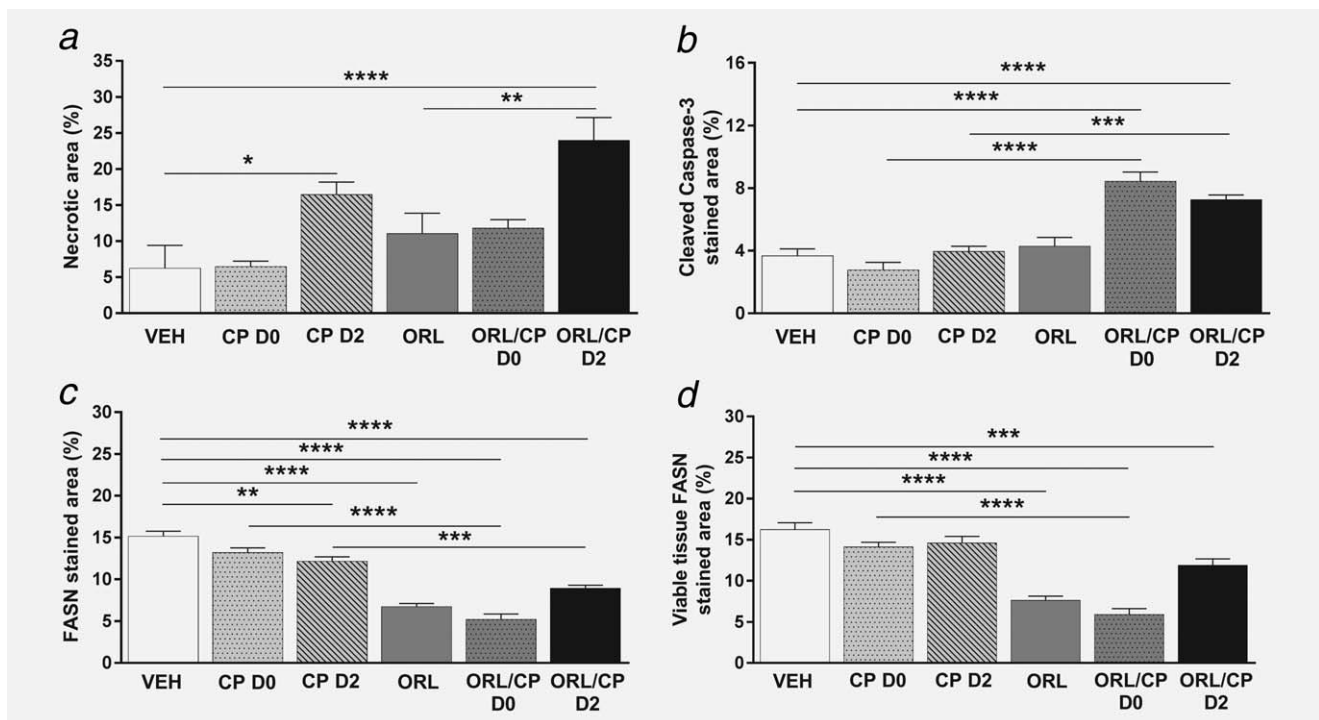 a
Necrotic area (%)
35
30
25
20
15
10
5
0
****
**
*
VEH
CP D0
CP D2
ORL
ORL/CP
D0
ORL/CP
D2
b
Cleaved Caspase-3
stained area (%)
16
12
8
4
0
****
****
***
****
VEH
CP D0
CP D2
ORL
ORL/CP
D0
ORL/CP
D2
c
FASN stained area (%)
30
25
20
15
10
5
0
****
****
****
**
****
***
VEH
CP D0
CP D2
ORL
ORL/CP
D0
ORL/CP
D2
d
Viable tissue FASN
stained area (%)
30
25
20
15
10
5
0
***
****
****
****
VEH
CP D0
CP D2
ORL
ORL/CP
D0
ORL/CP
D2